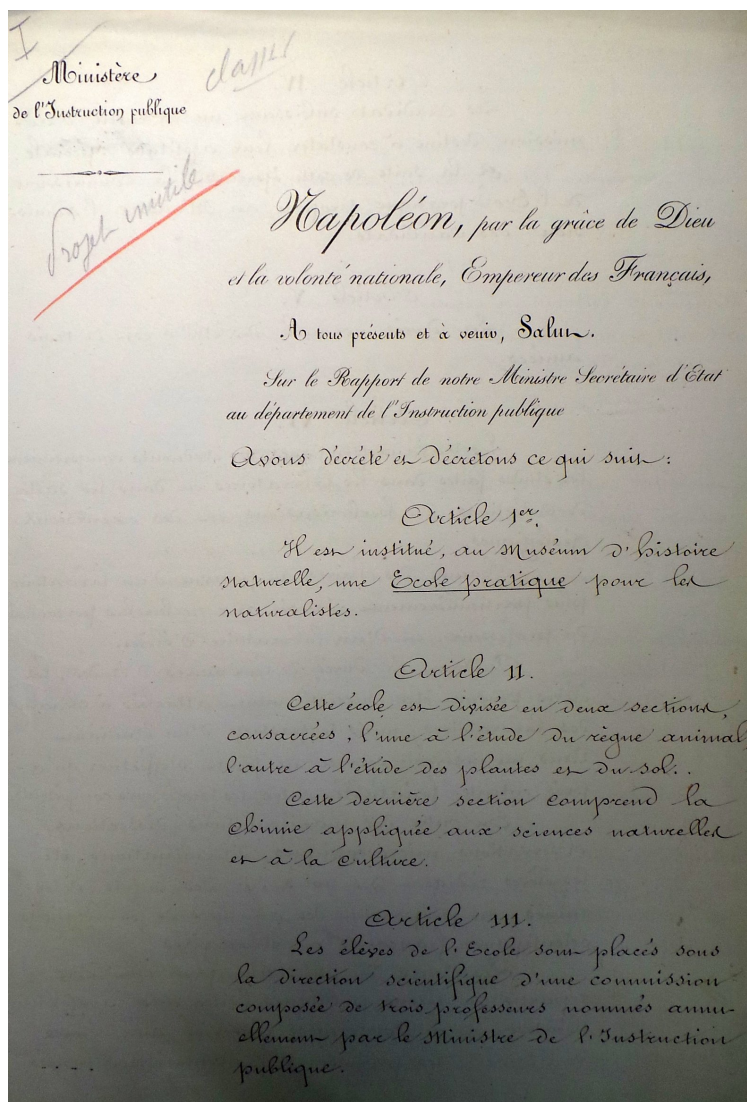 I
Ministère
de l'Instruction publique
classer
Projet inutile
Napoléon, par la grâce de Dieu
et la volonté nationale, Empereur des Français,
A tous présents et à venir, Salut.
Sur le Rapport de notre Ministre Secrétaire d'Etat
au département de l'Instruction publique
Avons décrété et décrétons ce qui suit :
Article 1er.
Il est institué, au Muséum d'histoire
naturelle, une Ecole pratique pour les
naturalistes.
Article II.
Cette école est divisée en deux sections,
consacrées ; l'une à l'étude du règne animal
l'autre à l'étude des plantes et du sol.
Cette dernière section comprend la
chimie appliquée aux sciences naturelles
et à la culture.
Article III.
Les élèves de l'Ecole sont placés sous
la direction scientifique d'une commission
composée de trois professeurs nommés annu-
ellement par le Ministre de l'Instruction
publique.